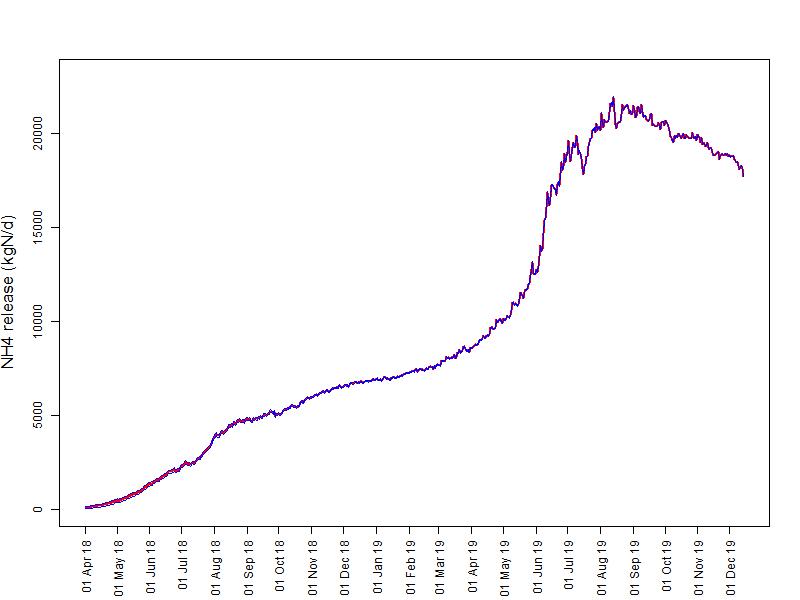 NH4 release (kgN/d)
20000
15000
10000
5000
0
01 Apr 18
01 May 18
01 Jun 18
01 Jul 18
01 Aug 18
01 Sep 18
01 Oct 18
01 Nov 18
01 Dec 18
01 Jan 19
01 Feb 19
01 Mar 19
01 Apr 19
01 May 19
01 Jun 19
01 Jul 19
01 Aug 19
01 Sep 19
01 Oct 19
01 Nov 19
01 Dec 19